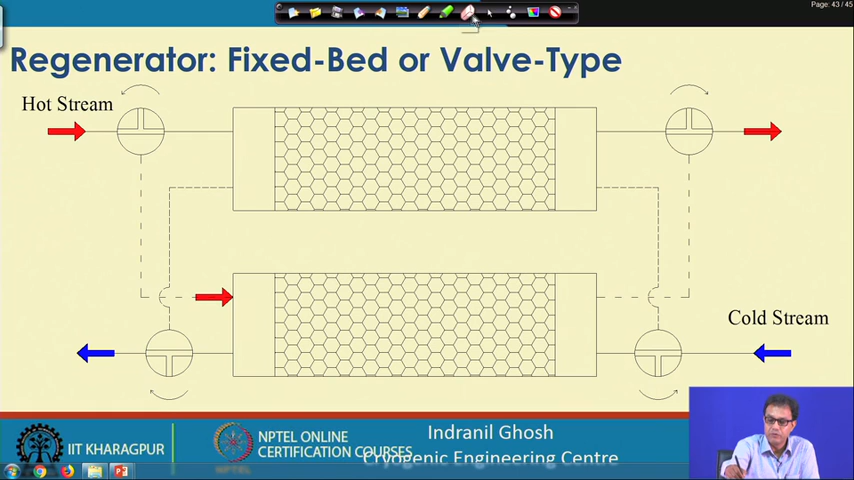 Page: 43 / 45
Regenerator: Fixed-Bed or Valve-Type
Hot Stream
Cold Stream
IIT KHARAGPUR
NPTEL ONLINE
CERTIFICATION COURSES
NPTEL
Indranil Ghosh
Cryogenic Engineering Centre